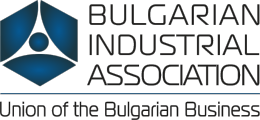 BULGARIAN
INDUSTRIAL
ASSOCIATION
Union of the Bulgarian Business